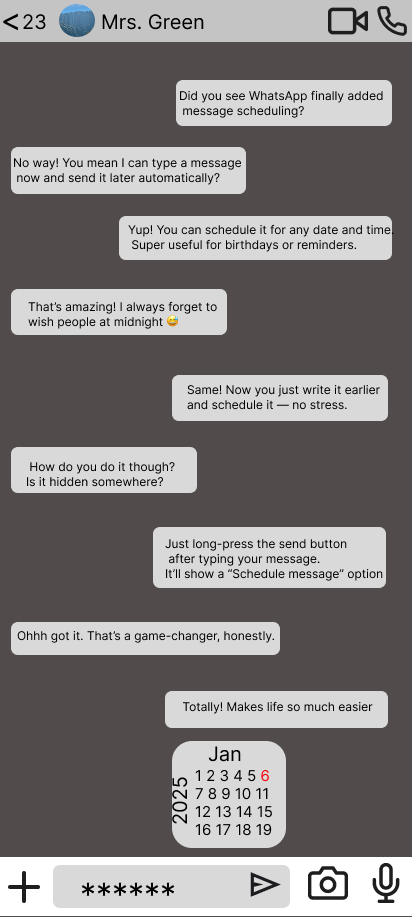 <23 Mrs. Green
Did you see WhatsApp finally added
message scheduling?
No way! You mean I can type a message
now and send it later automatically?
Yup! You can schedule it for any date and time.
Super useful for birthdays or reminders.
That's amazing! I always forget to
wish people at midnight 😅
Same! Now you just write it earlier
and schedule it — no stress.
How do you do it though?
Is it hidden somewhere?
Just long-press the send button
after typing your message.
It'll show a “Schedule message” option
Ohhh got it. That's a game-changer, honestly.
Totally! Makes life so much easier
Jan
2025
1 2 3 4 5 6
7 8 9 10 11
12 13 14 15
16 17 18 19
******